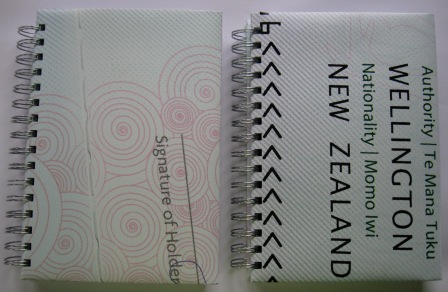 Signature of Holder
Authority | Te Mana Tuku
WELLINGTON
Nationality | Momo Iwi
NEW ZEALAND